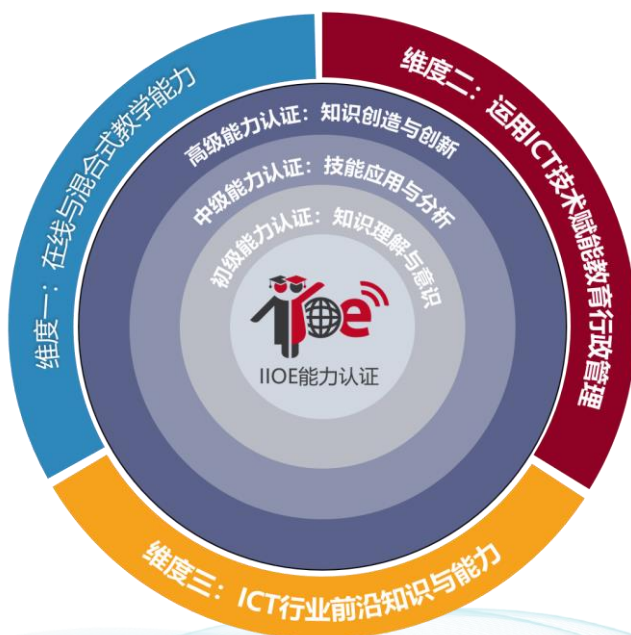 维度一：在线与混合式教学能力
维度二：运用ICT技术赋能教育行政管理
高级能力认证：知识创造与创新
中级能力认证：技能应用与分析
初级能力认证：知识理解与意识
IIOE能力认证
维度三：ICT行业前沿知识与能力